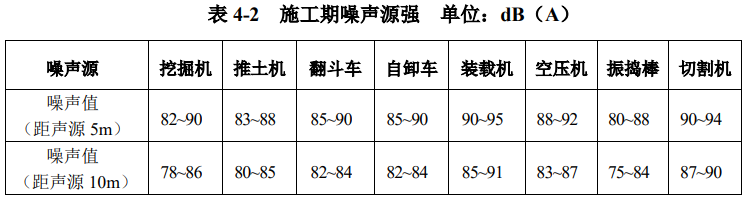 表 4-2 施工期噪声源强 单位：dB（A）
噪声源 挖掘机 推土机 翻斗车 自卸车 装载机 空压机 振捣棒 切割机
噪声值
（距声源 5m） 82~90 83~88 85~90 85~90 90~95 88~92 80~88 90~94
噪声值
（距声源 10m） 78~86 80~85 82~84 82~84 85~91 83~87 75~84 87~90